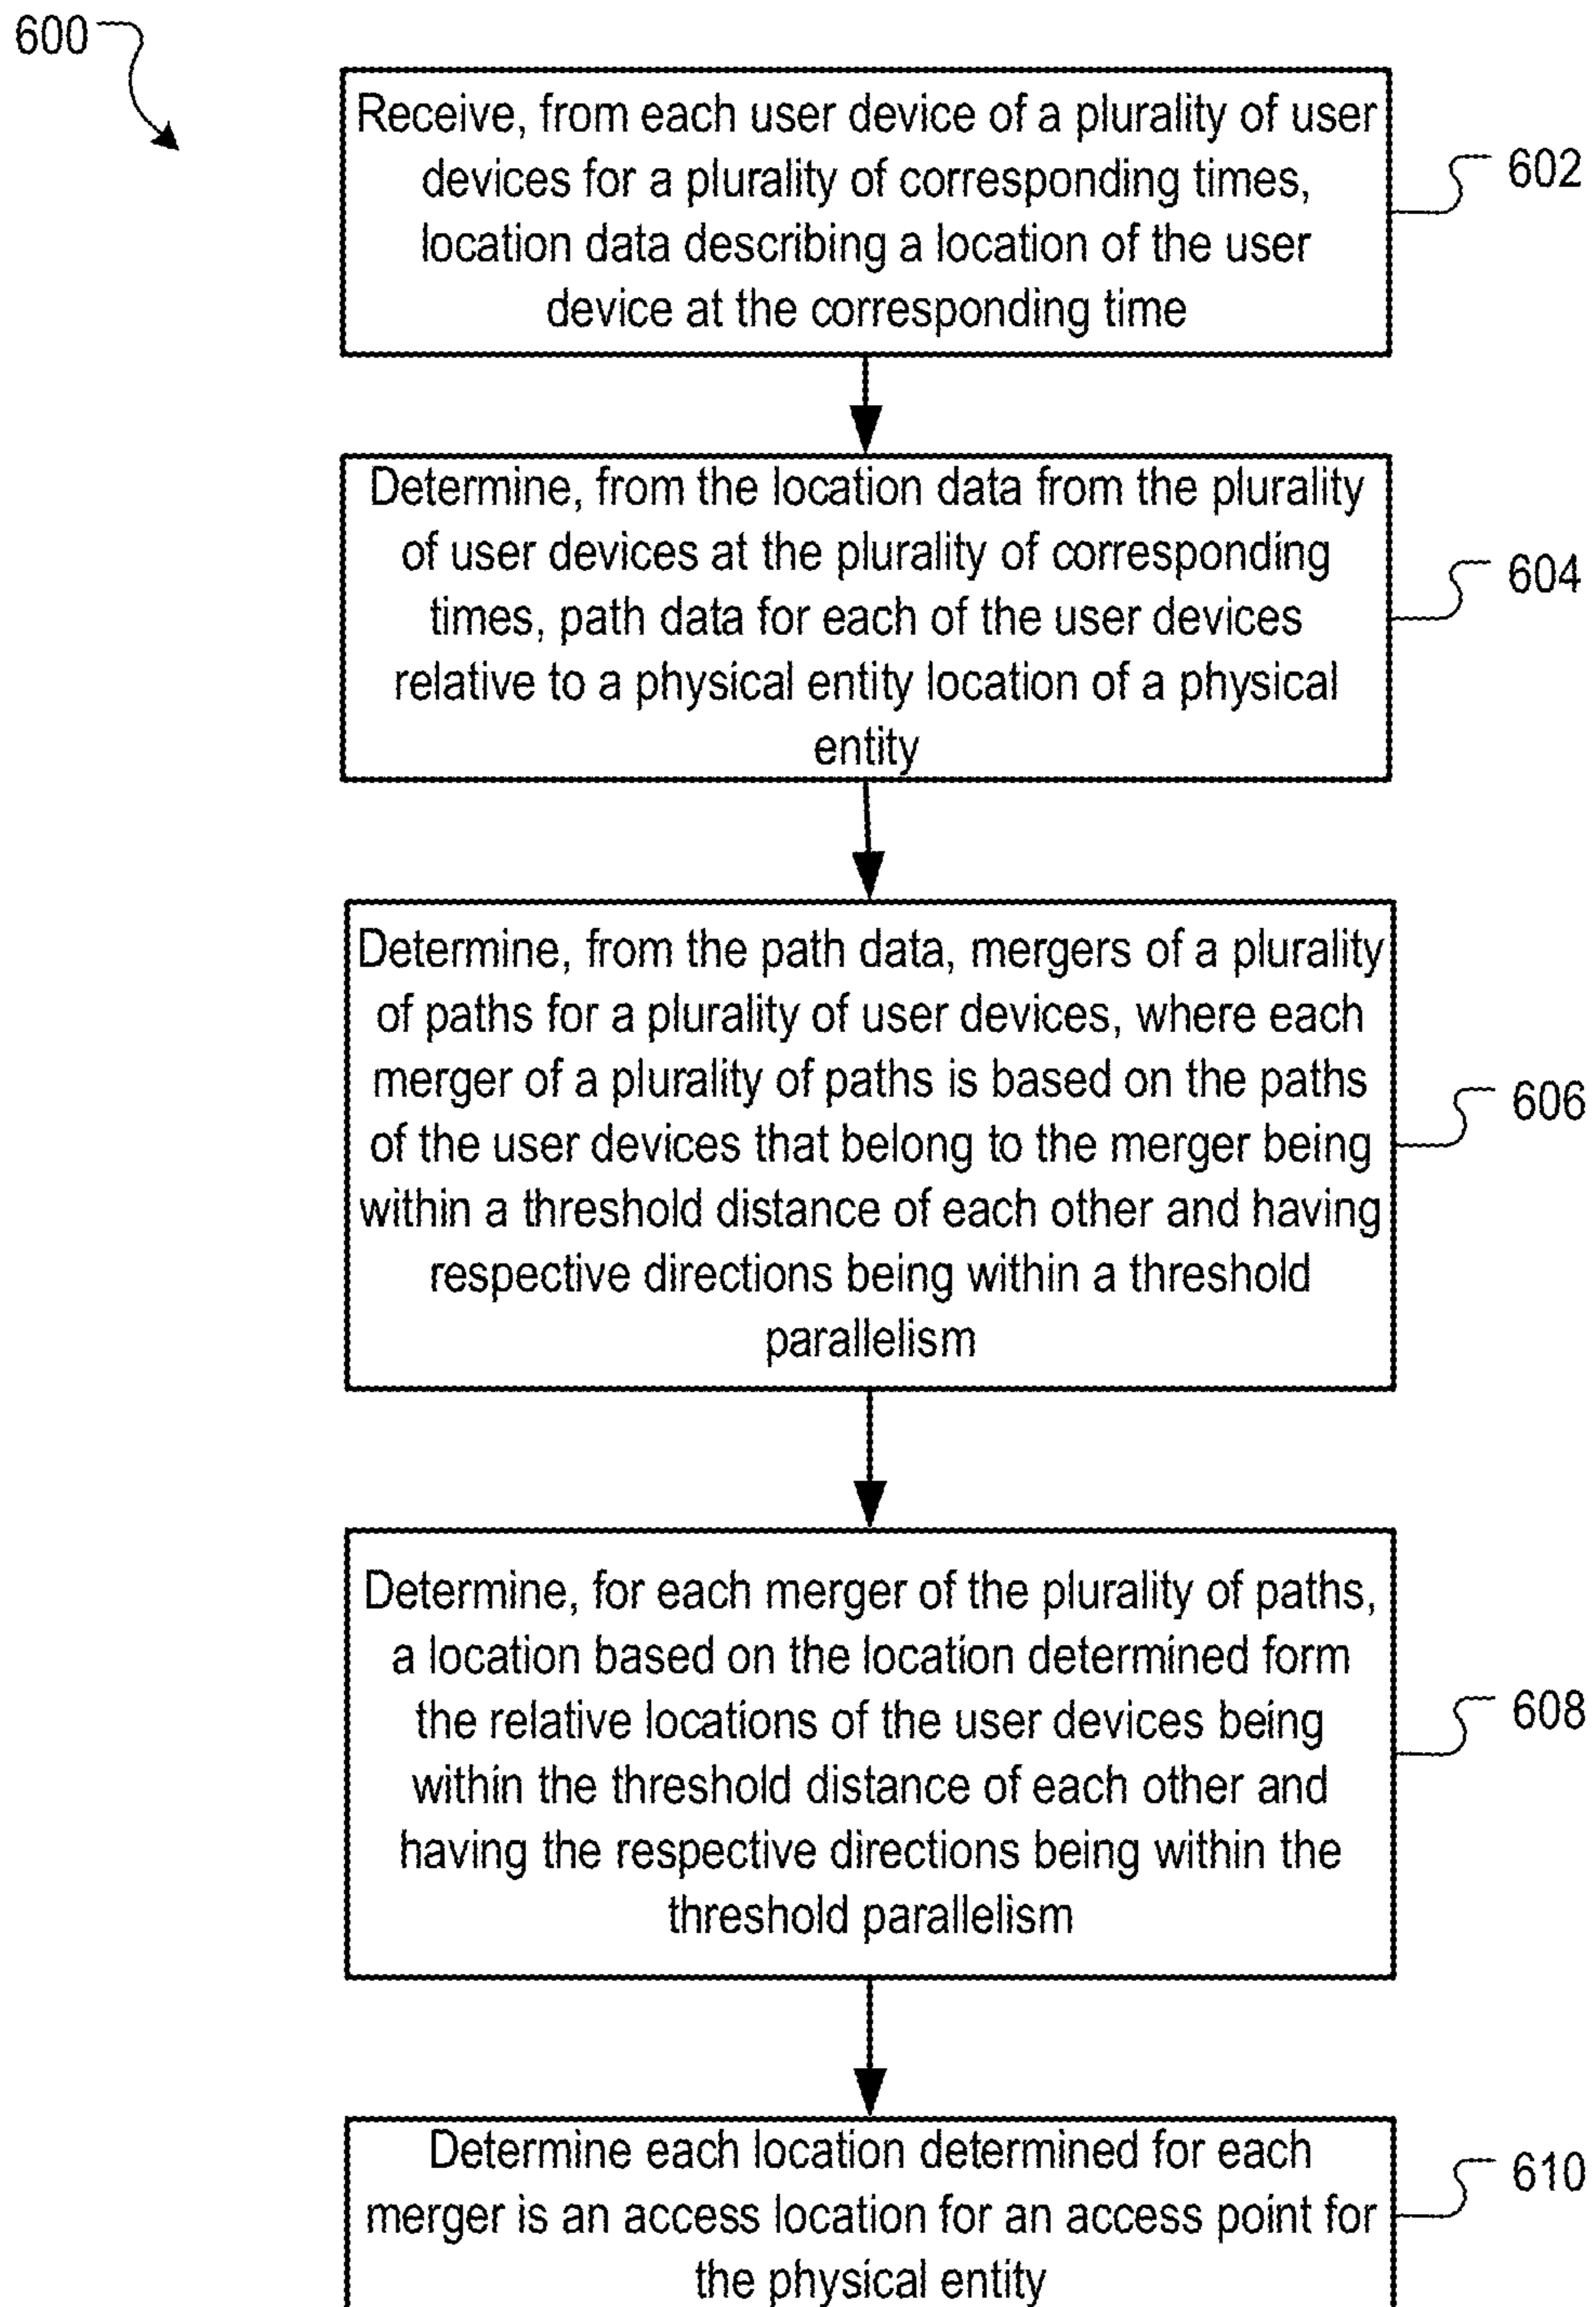 600
Receive, from each user device of a plurality of user
devices for a plurality of corresponding times,
location data describing a location of the user
device at the corresponding time
602
Determine, from the location data from the plurality
of user devices at the plurality of corresponding
times, path data for each of the user devices
relative to a physical entity location of a physical
entity
604
Determine, from the path data, mergers of a plurality
of paths for a plurality of user devices, where each
merger of a plurality of paths is based on the paths
of the user devices that belong to the merger being
within a threshold distance of each other and having
respective directions being within a threshold
parallelism
606
Determine, for each merger of the plurality of paths,
a location based on the location determined form
the relative locations of the user devices being
within the threshold distance of each other and
having the respective directions being within the
threshold parallelism
608
Determine each location determined for each
merger is an access location for an access point for
the physical entity
610